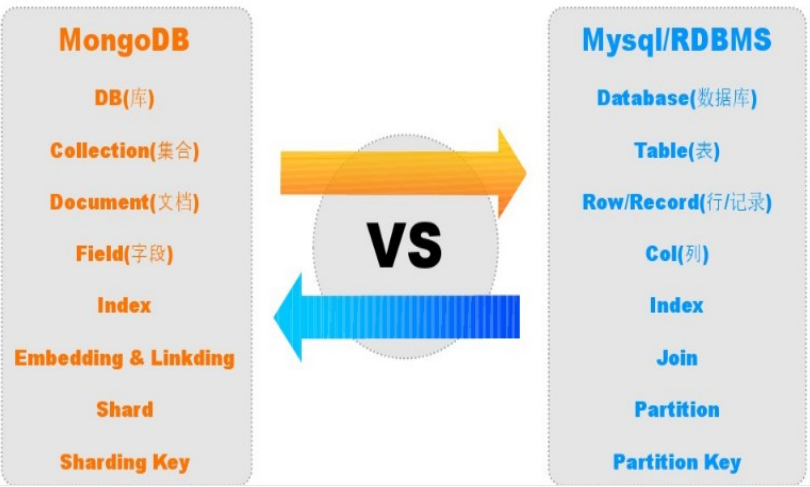 MongoDB
DB(库)
Collection(集合)
Document(文档)
Field(字段)
Index
Embedding & Linkding
Shard
Sharding Key
VS
Mysql/RDBMS
Database(数据库)
Table(表)
Row/Record(行/记录)
Col(列)
Index
Join
Partition
Partition Key